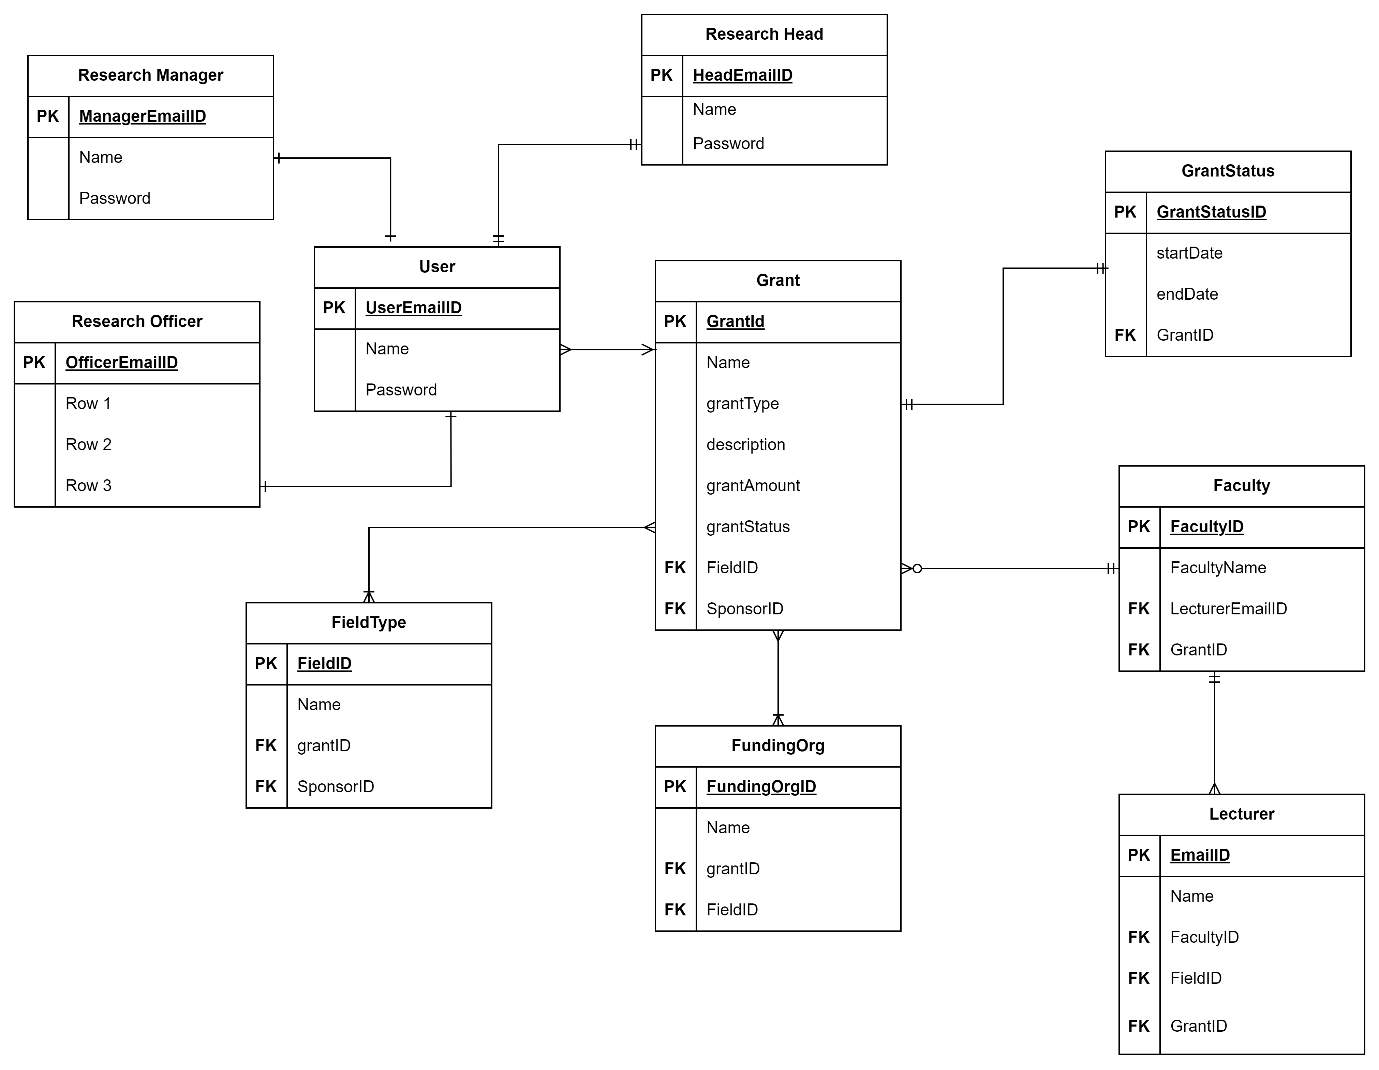 Research Head
PK HeadEmailID
Name
Password
Research Manager
PK ManagerEmailID
Name
Password
GrantStatus
PK GrantStatusID
startDate
endDate
FK GrantID
User
PK UserEmailID
Name
Password
Grant
PK GrantId
Name
grantType
description
grantAmount
grantStatus
FK FieldID
FK SponsorID
Research Officer
PK OfficerEmailID
Row 1
Row 2
Row 3
Faculty
PK FacultyID
FacultyName
FK LecturerEmailID
FK GrantID
FieldType
PK FieldID
Name
FK grantID
FK SponsorID
FundingOrg
PK FundingOrgID
Name
FK grantID
FK FieldID
Lecturer
PK EmailID
Name
FK FacultyID
FK FieldID
FK GrantID